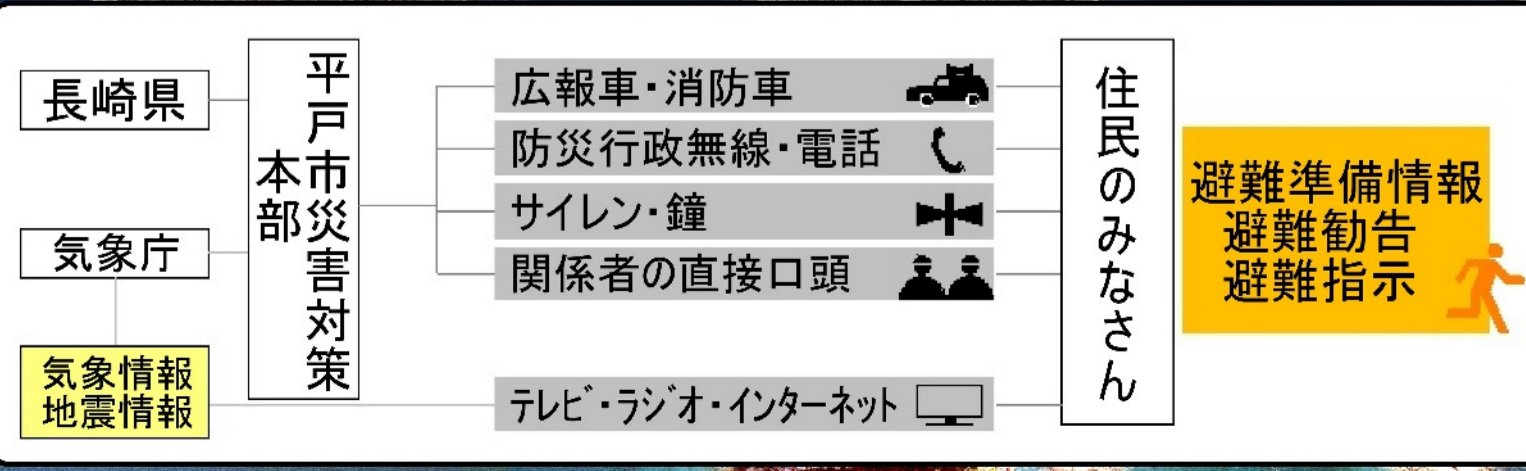 長崎県
気象庁
気象情報
地震情報
平戸市災害対策
本部
広報車・消防車
防災行政無線・電話
サイレン・鐘
関係者の直接口頭
テレビ・ラジオ・インターネット
住民のみなさん
避難準備情報
避難勧告
避難指示